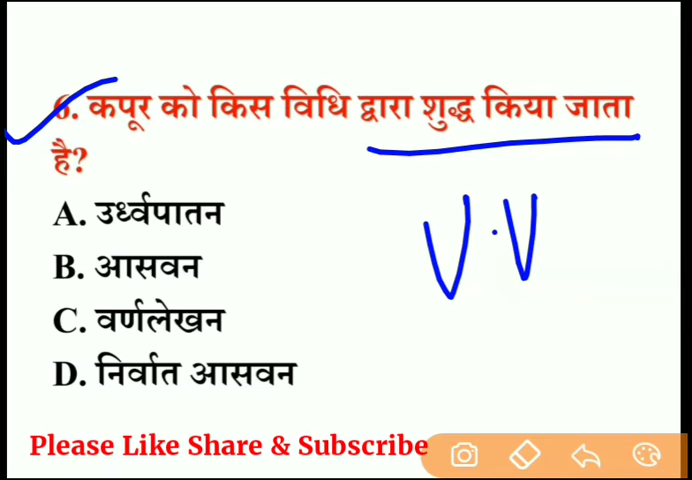 6. कपूर को किस विधि द्वारा शुद्ध किया जाता
है?
A. उर्ध्वपातन
V.V
B. आसवन
C. वर्णलेखन
D. निर्वात आसवन
Please Like Share & Subscribe